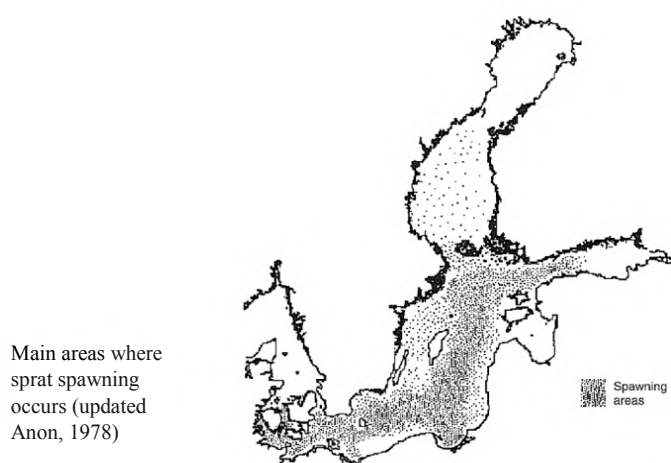 Main areas where
sprat spawning
occurs (updated
Anon, 1978)
Spawning
areas